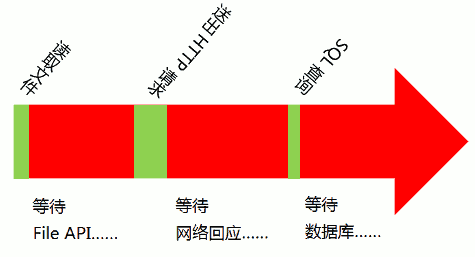 读取文件
送出 HTTP 请求
SQL 查询
等待
File API……
等待
网络回应……
等待
数据库……